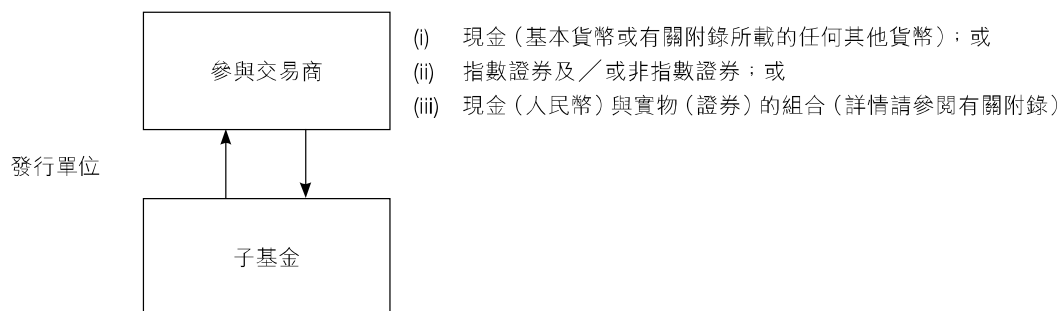 參與交易商
(i) 現金（基本貨幣或有關附錄所載的任何其他貨幣）；或
(ii) 指數證券及／或非指數證券；或
(iii) 現金（人民幣）與實物（證券）的組合（詳情請參閱有關附錄）
發行單位
子基金